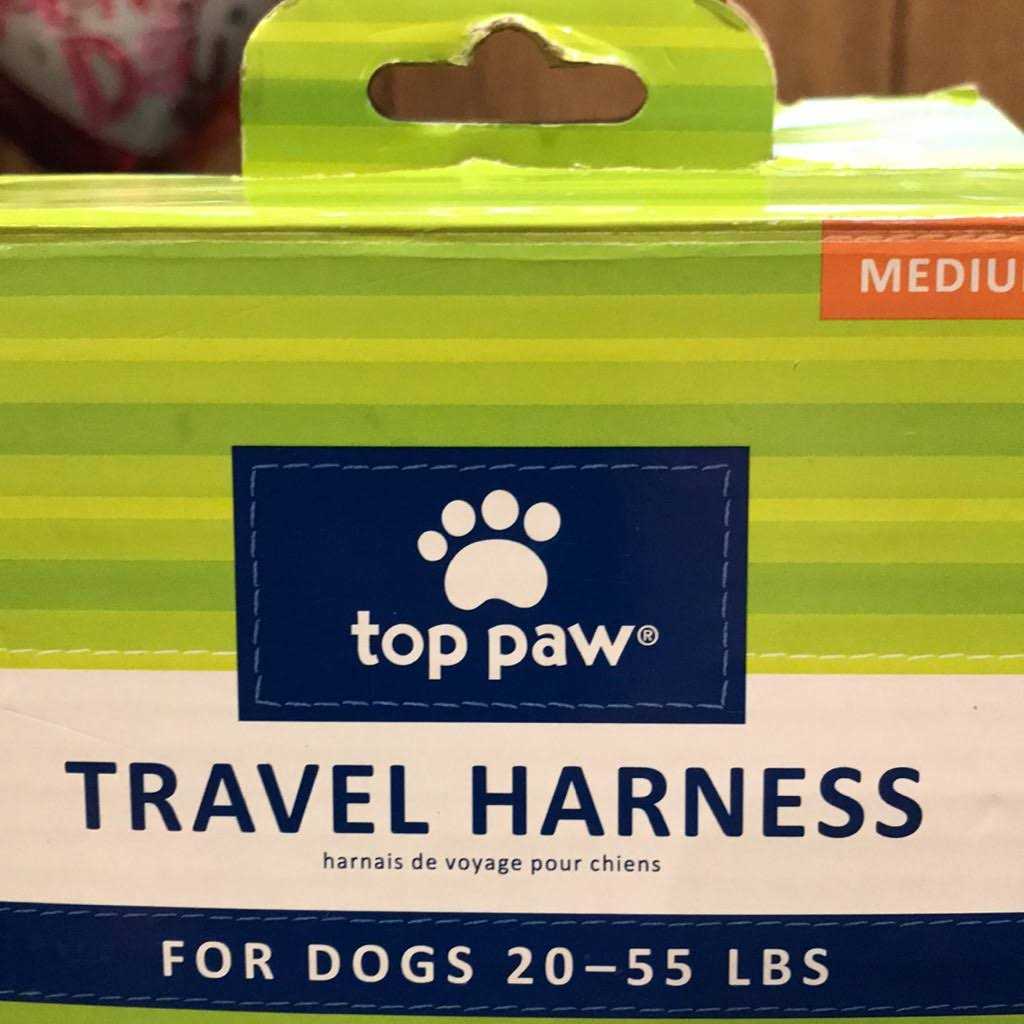 MEDIU
top paw®
TRAVEL HARNESS
harnais de voyage pour chiens
FOR DOGS 20–55 LBS